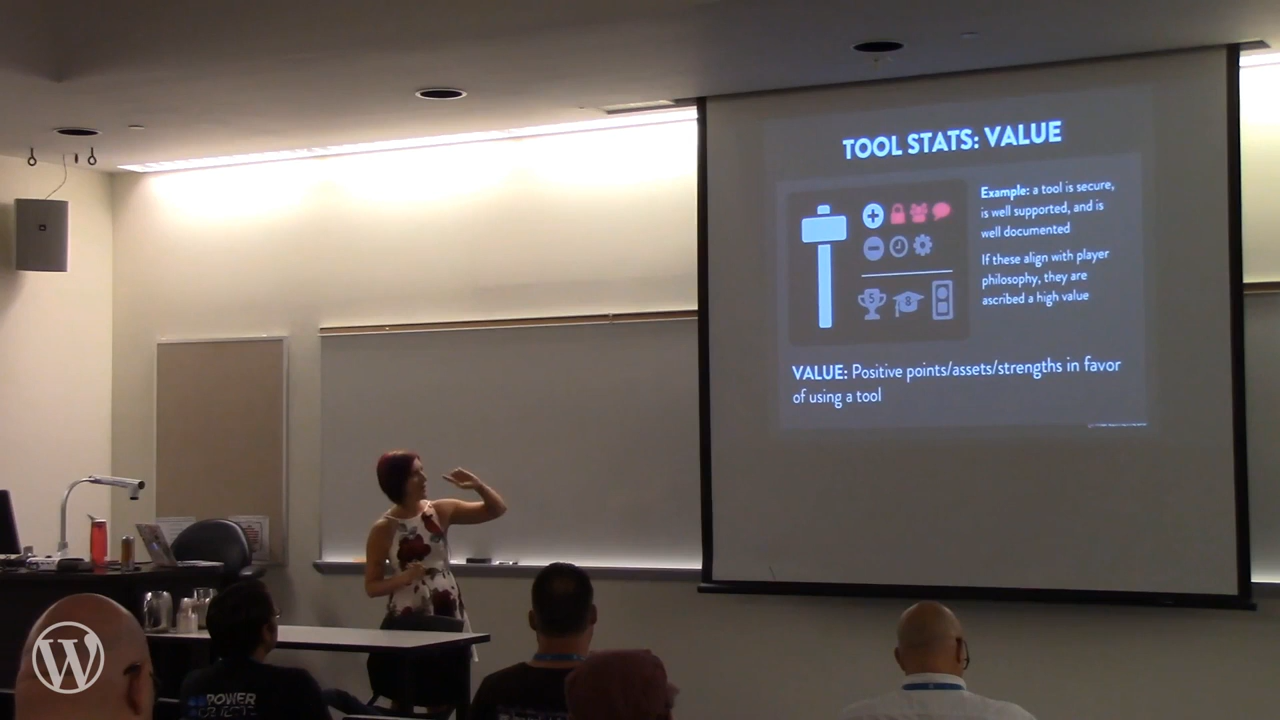 TOOL STATS: VALUE
Example: a tool is secure,
is well supported, and is
well documented
If these align with player
philosophy, they are
ascribed a high value
5
8
VALUE: Positive points/assets/strengths in favor
of using a tool
W
POWER